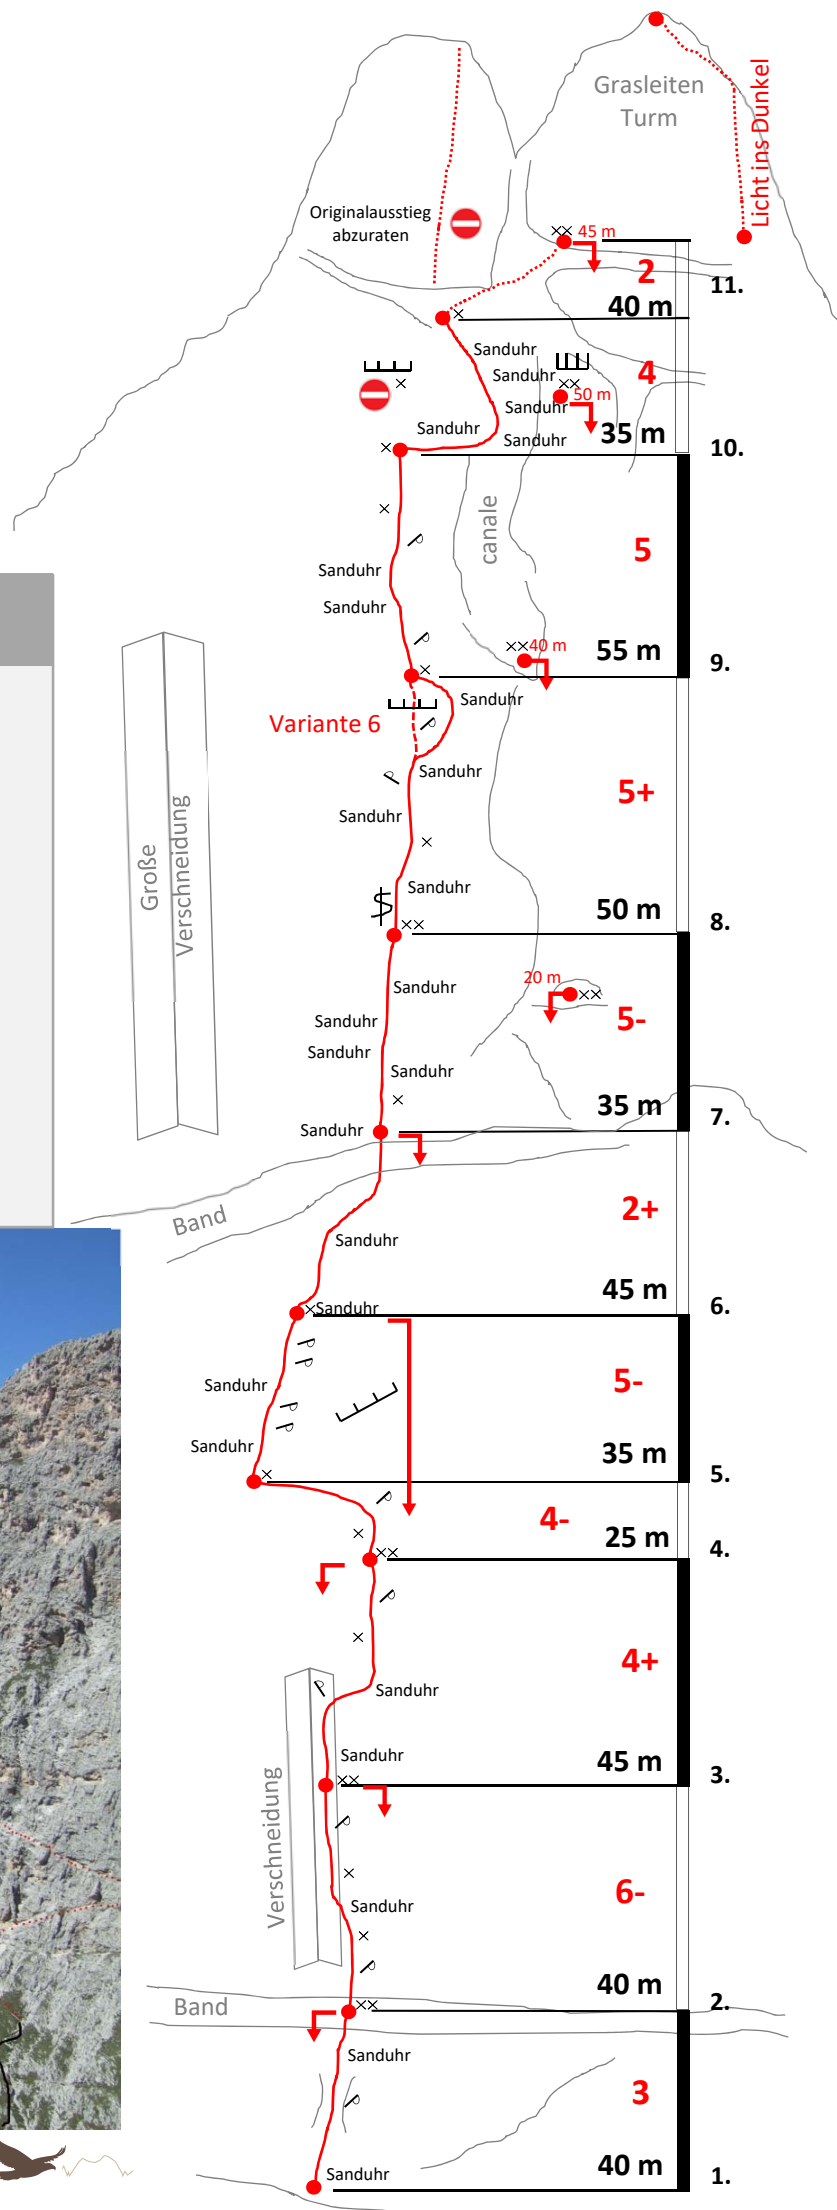 Grasleiten
Turm
Licht ins Dunkel
Originalausstieg
abzuraten
45 m
2
11.
40 m
Sanduhr
4
Sanduhr
50 m
Sanduhr
Sanduhr
Sanduhr
35 m
10.
canale
5
Sanduhr
Sanduhr
40 m
55 m
9.
Sanduhr
Variante 6
Sanduhr
5+
Sanduhr
Große
Verschneidung
Sanduhr
50 m
8.
20 m
Sanduhr
5-
Sanduhr
Sanduhr
Sanduhr
35 m
7.
Sanduhr
Band
2+
Sanduhr
45 m
6.
Sanduhr
5-
Sanduhr
Sanduhr
35 m
5.
4-
25 m
4.
4+
Sanduhr
Sanduhr
45 m
3.
Verschneidung
6-
Sanduhr
40 m
2.
Band
Sanduhr
3
Sanduhr
40 m
1.